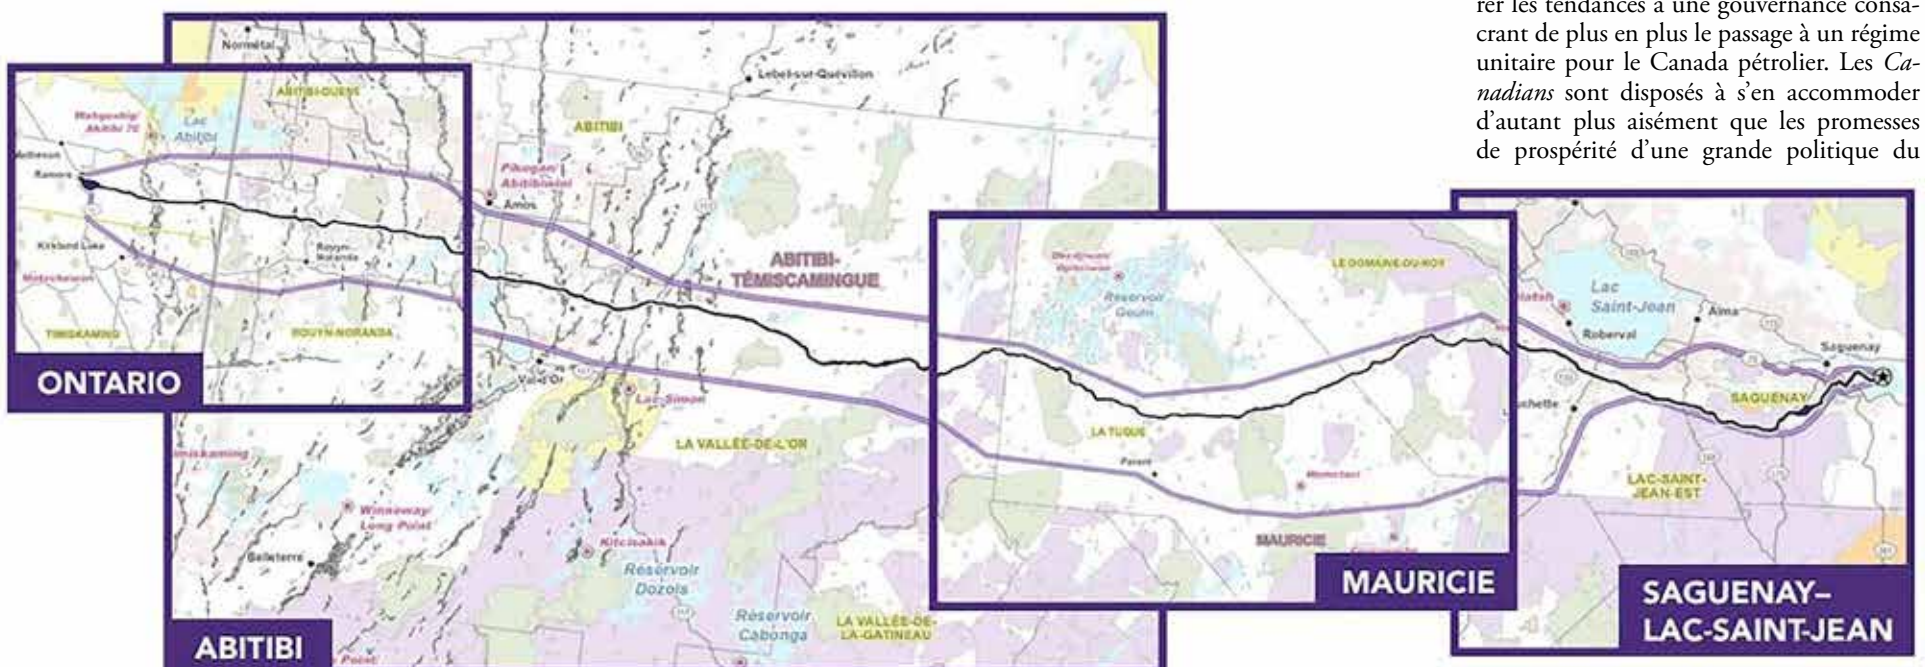 rer les tendances à une gouvernance consa-
crant de plus en plus le passage à un régime
unitaire pour le Canada pétrolier. Les Ca-
nadians sont disposés à s'en accommoder
d'autant plus aisément que les promesses
de prospérité d'une grande politique du
Normétal
Lebel-sur-Quévillon
ABITIBI-OUEST
Lac
Abitibi
ABITIBI
Ramore
Pikogan/
Abitibiwini
Amos
Kirkland Lake
Rouyn-
Noranda
Matachewan
TIMISKAMING
ROUYN-NORANDA
ONTARIO
ABITIBI-
TÉMISCAMINGUE
Val-d'Or
Lac-Simon
LA VALLÉE-DE-L'OR
Winneway/
Long Point
Belleterre
Kitcisakik
Réservoir
Dozois
Réservoir
Cabonga
LA VALLÉE-DE-
LA-GATINEAU
Point/
ABITIBI
LE DOMAINE-DU-ROY
Réservoir
Gouin
LA TUQUE
Parent
Manouane
MAURICIE
MAURICIE
Lac
Saint-Jean
Roberval
Alma
Saguenay
SAGUENAY
LAC-SAINT-
JEAN-EST
SAGUENAY–
LAC-SAINT-JEAN